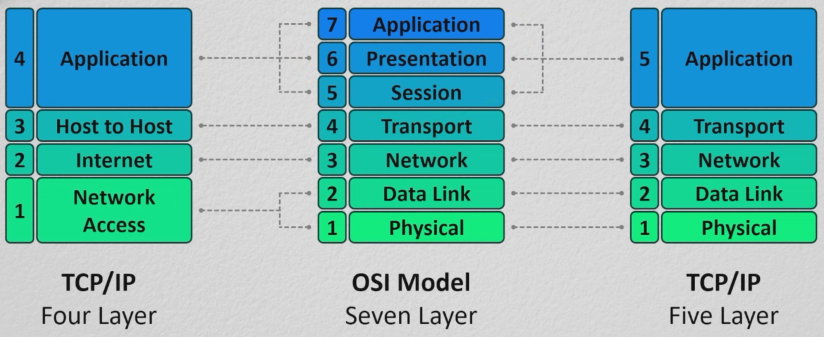 4 Application
3 Host to Host
2 Internet
1 Network
Access
TCP/IP
Four Layer
7 Application
6 Presentation
5 Session
4 Transport
3 Network
2 Data Link
1 Physical
OSI Model
Seven Layer
5 Application
4 Transport
3 Network
2 Data Link
1 Physical
TCP/IP
Five Layer